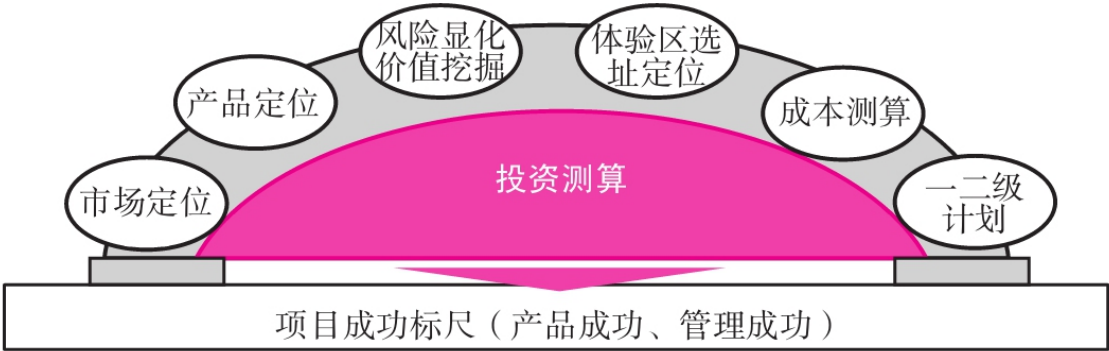 市场定位
产品定位
风险显化
价值挖掘
体验区选
址定位
成本测算
一二级
计划
投资测算
项目成功标尺（产品成功、管理成功）